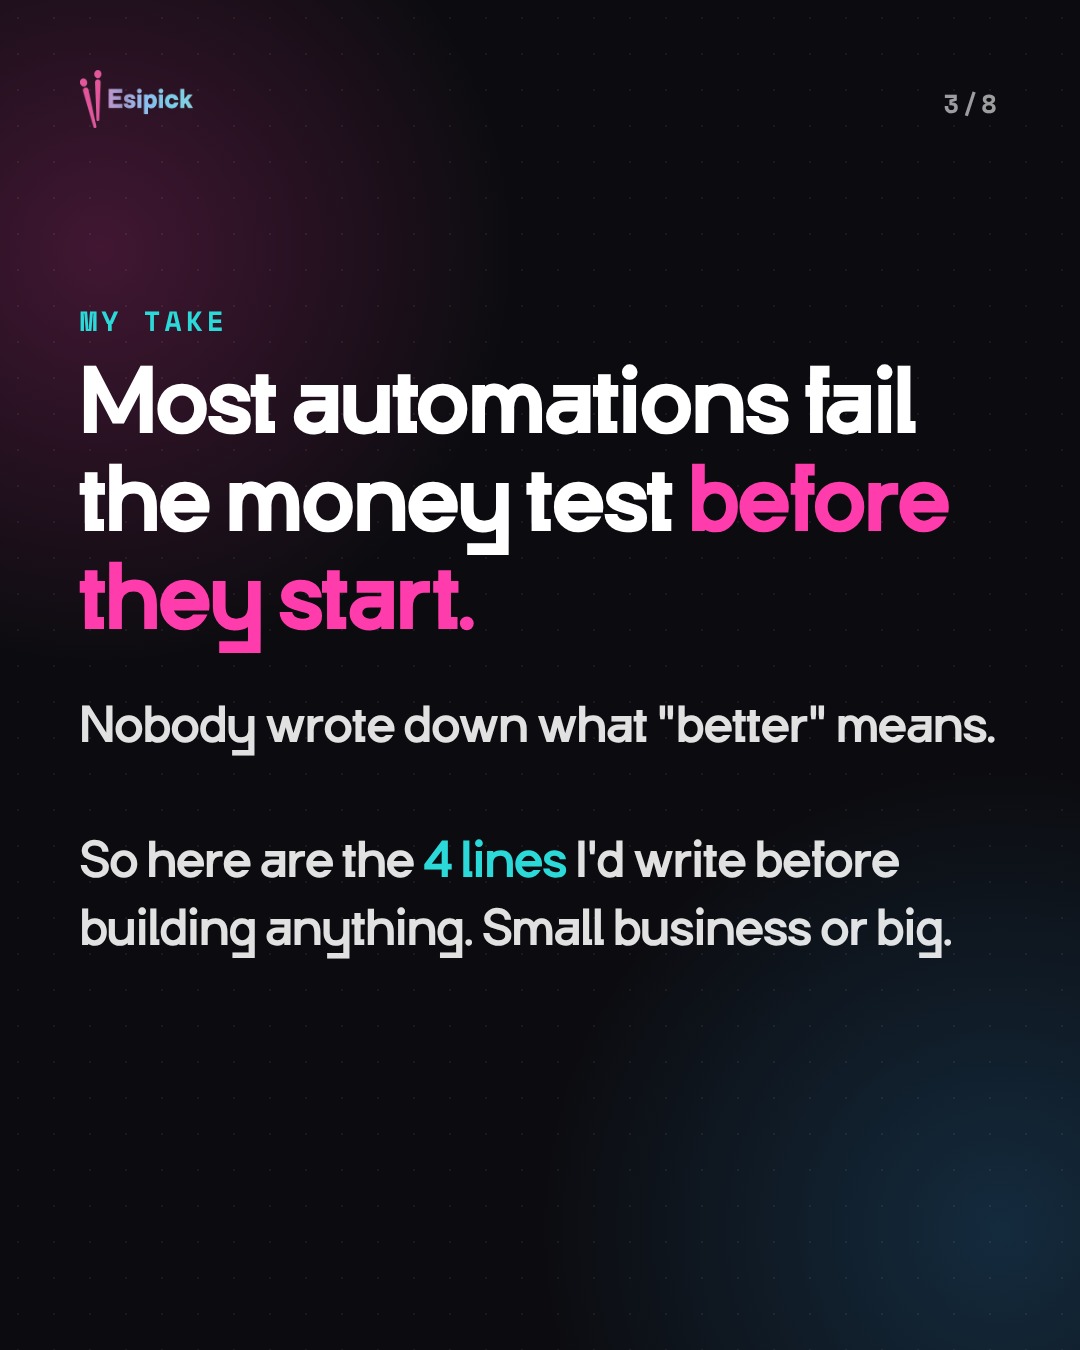 Esipick
3/8
MY TAKE
Most automations fail
the money test before
they start.
Nobody wrote down what "better" means.
So here are the 4 lines I'd write before
building anything. Small business or big.